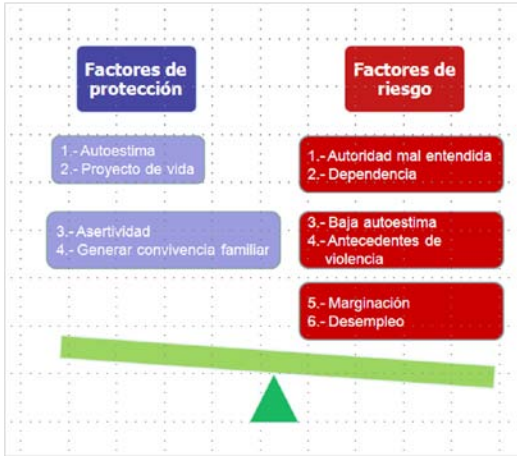 Factores de
protección
1.- Autoestima
2.- Proyecto de vida
3.- Asertividad
4.- Generar convivencia familiar
Factores de
riesgo
1.- Autoridad mal entendida
2.- Dependencia
3.- Baja autoestima
4.- Antecedentes de
violencia
5.- Marginación
6.- Desempleo